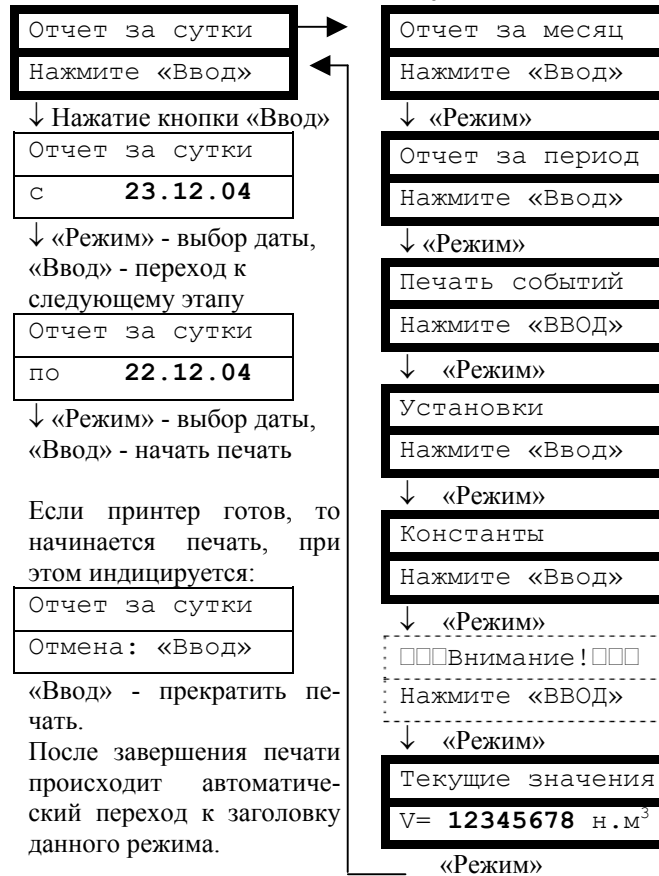 Отчет за сутки
Нажмите «Ввод»
↓ Нажатие кнопки «Ввод»
Отчет за сутки
с 23.12.04
↓ «Режим» - выбор даты,
«Ввод» - переход к
следующему этапу
Отчет за сутки
по 22.12.04
↓ «Режим» - выбор даты,
«Ввод» - начать печать
Если принтер готов, то
начинается печать, при
этом индицируется:
Отчет за сутки
Отмена: «Ввод»
«Ввод» - прекратить пе-
чать.
После завершения печати
происходит автоматиче-
ский переход к заголовку
данного режима.
Отчет за месяц
Нажмите «Ввод»
↓ «Режим»
Отчет за период
Нажмите «Ввод»
↓ «Режим»
Печать событий
Нажмите «ВВОД»
↓ «Режим»
Установки
Нажмите «Ввод»
↓ «Режим»
Константы
Нажмите «Ввод»
↓ «Режим»
□□□Внимание!□□□
Нажмите «ВВОД»
↓ «Режим»
Текущие значения
V= 12345678 н.м³
«Режим»